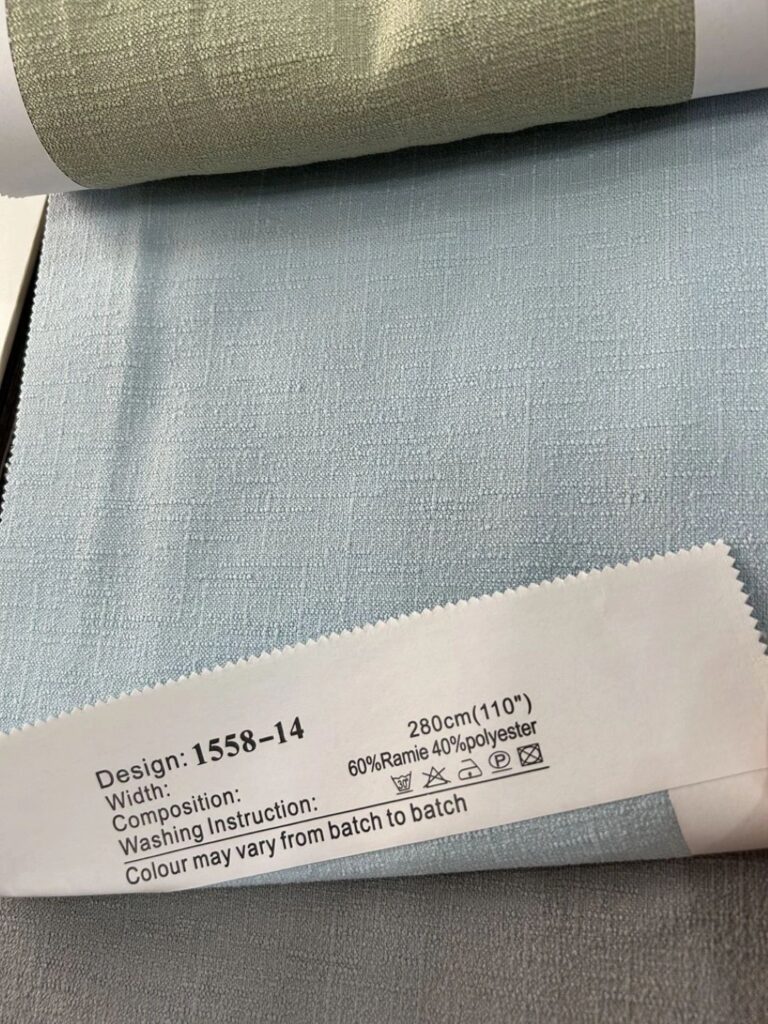 Design: 1558-14
Width: 280cm(110")
Composition: 60%Ramie 40%polyester
Washing Instruction: 30° P
Colour may vary from batch to batch